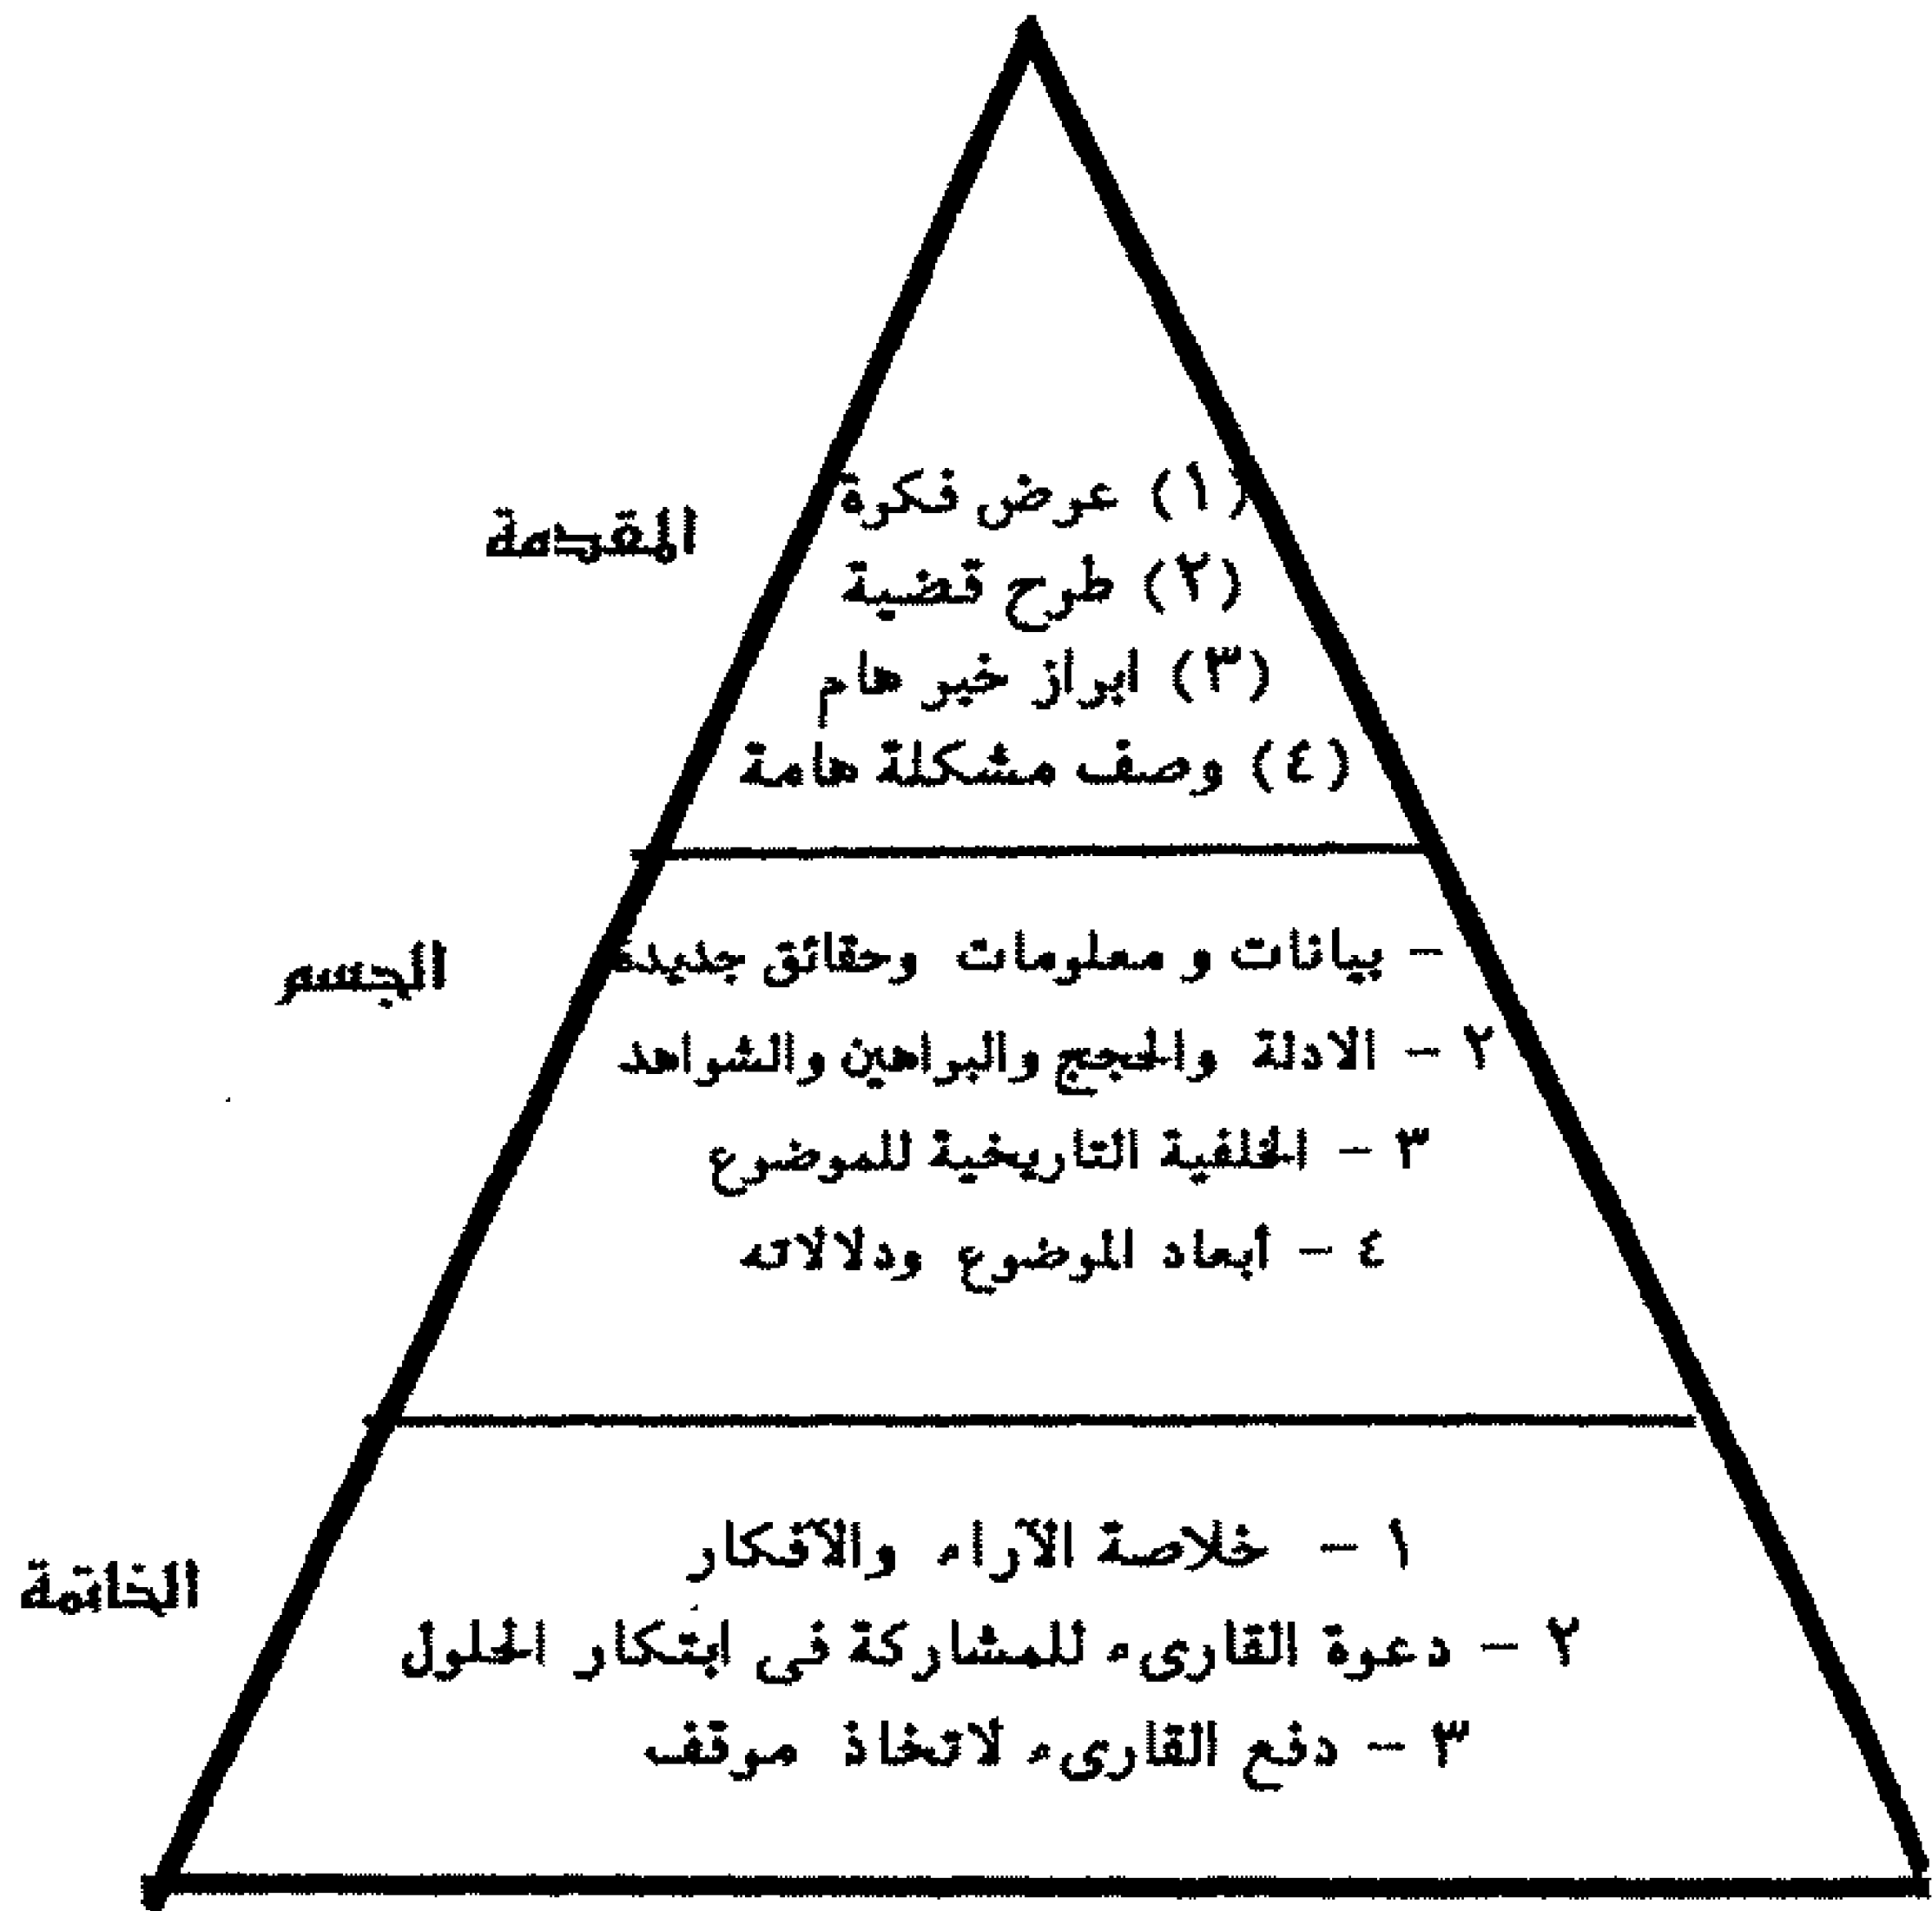 المقدمة
(١) عرض فكرة
(٢) طرح قضية
(٣) ابراز خبر هام
(٤) وصف مشكلة هامة
الجسم
- بيانات و معلومات وحقائق جديدة
٢ - الادلة والحجج والبراهين والشواهد
٣ - الخلفية التاريخية للموضوع
٤ - أبعاد الموضوع ودلالاته
الخاتمة
١ - خلاصة الآراء والآفكار
٢ - دعوة القارىء للمشاركة فى ابتكار الحلول
٣ - دفع القارىء لاتخاذ موقف